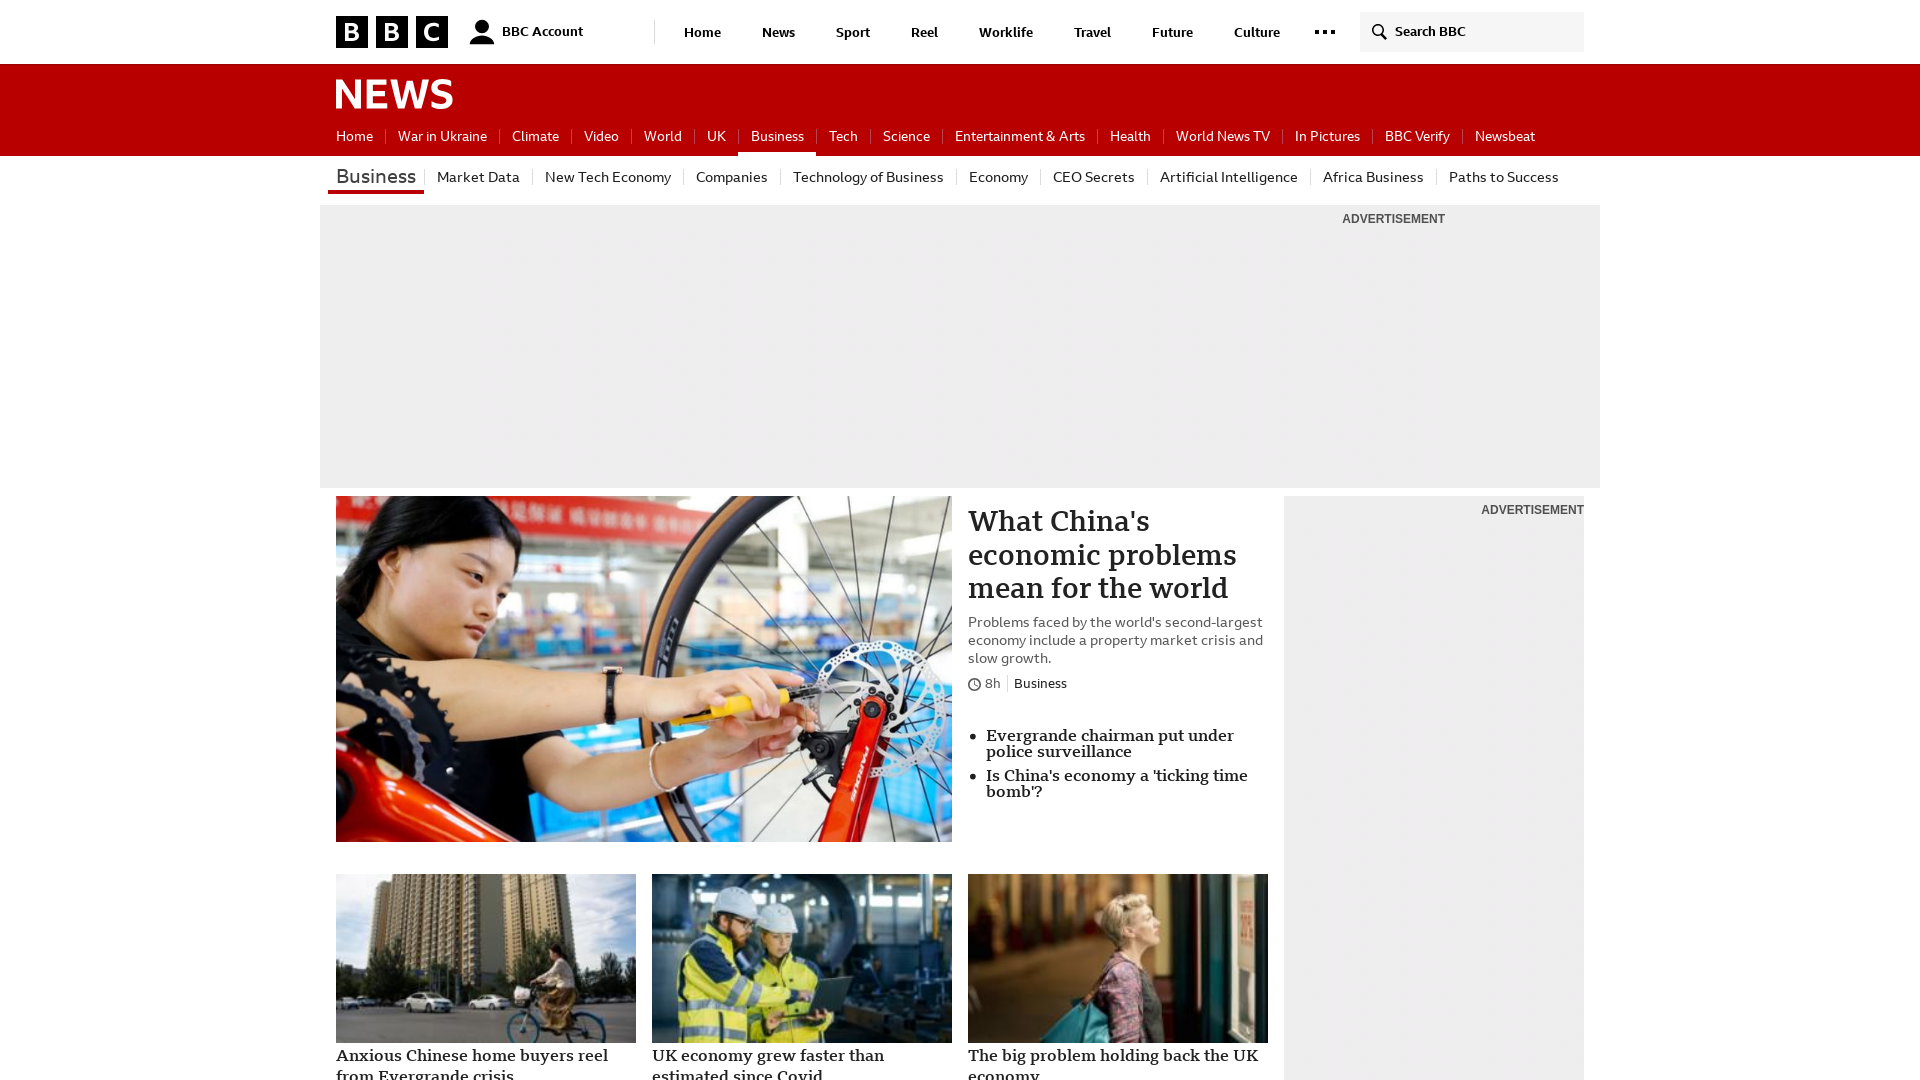 BBC
BBC Account
Home
News
Sport
Reel
Worklife
Travel
Future
Culture
Search BBC
NEWS
Home
War in Ukraine
Climate
Video
World
UK
Business
Tech
Science
Entertainment & Arts
Health
World News TV
In Pictures
BBC Verify
Newsbeat
Business
Market Data
New Tech Economy
Companies
Technology of Business
Economy
CEO Secrets
Artificial Intelligence
Africa Business
Paths to Success
ADVERTISEMENT
What China's
economic problems
mean for the world
Problems faced by the world's second-largest
economy include a property market crisis and
slow growth.
8h
Business
Evergrande chairman put under
police surveillance
Is China's economy a 'ticking time
bomb'?
ADVERTISEMENT
Anxious Chinese home buyers reel
from Evergrande crisis
UK economy grew faster than
estimated since Covid
The big problem holding back the UK
economy